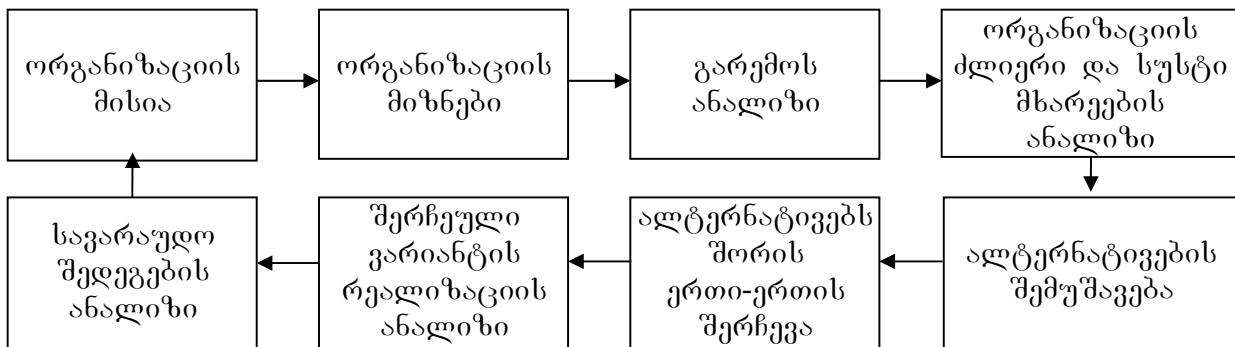 ორგანიზაციის
მისია
ორგანიზაციის
მიზნები
გარემოს
ანალიზი
ორგანიზაციის
ძლიერი და სუსტი
მხარეების
ანალიზი
ალტერნატივების
შემუშავება
ალტერნატივებს
შორის
ერთი-ერთის
შერჩევა
შერჩეული
ვარიანტის
რეალიზაციის
ანალიზი
სავარაუდო
შედეგების
ანალიზი